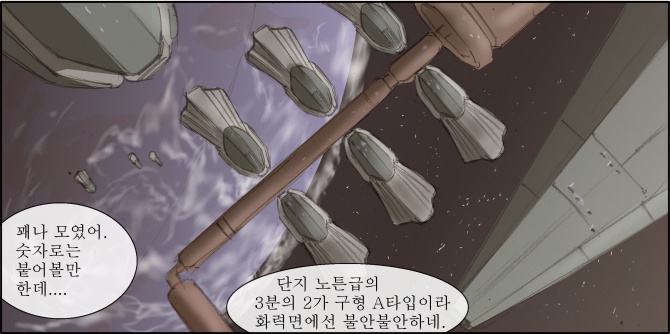 꽤나 모였어.
숫자로는
붙어볼만
한데....
단지 노튼급의
3분의 2가 구형 A타입이라
화력면에선 불안불안하네.